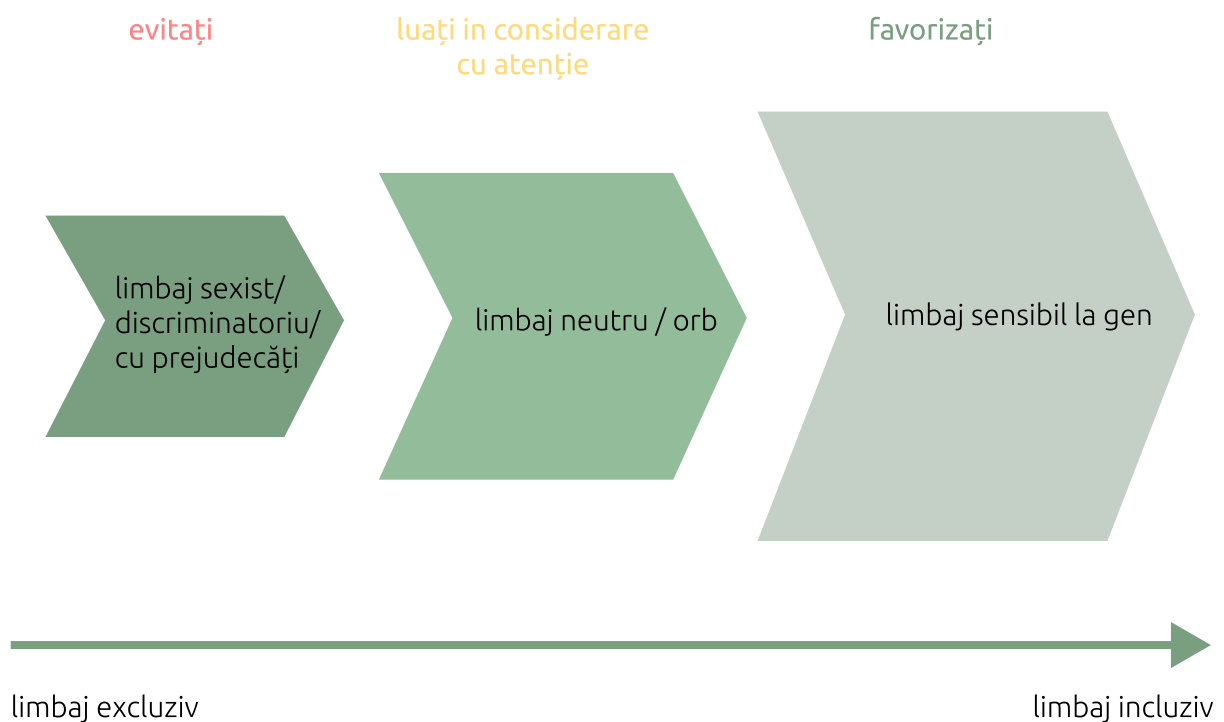 evitați
luați in considerare
cu atenție
favorizați
limbaj sexist/
discriminatoriu/
cu prejudecăți
limbaj neutru / orb
limbaj sensibil la gen
limbaj excluziv
limbaj incluziv